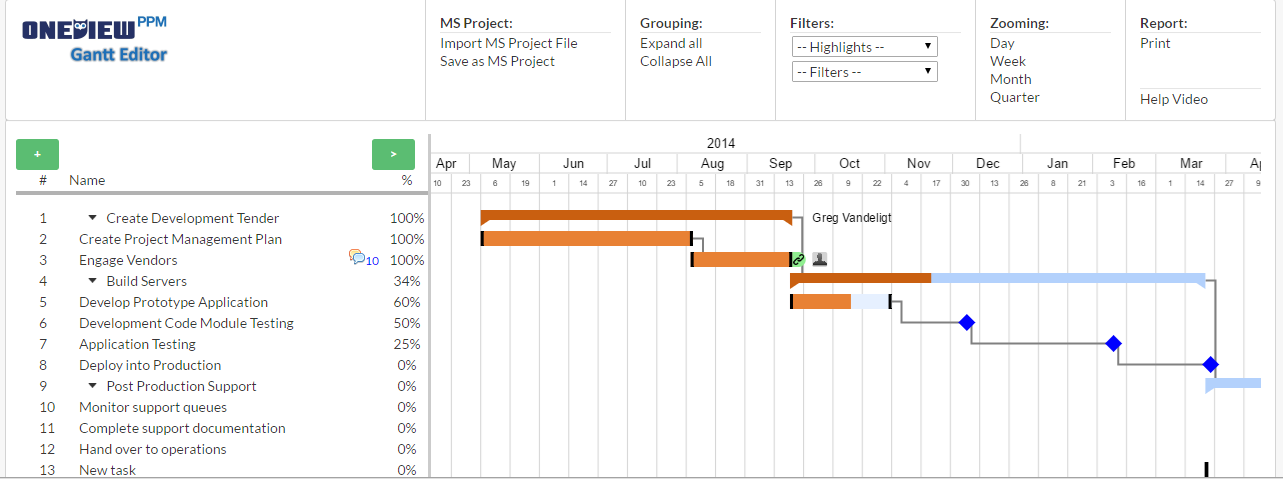 ONEVIEW PPM
Gantt Editor
MS Project:
Import MS Project File
Save as MS Project
Grouping:
Expand all
Collapse All
Filters:
-- Highlights --
-- Filters --
Zooming:
Day
Week
Month
Quarter
Report:
Print
Help Video
+ >
# Name %
2014
Apr May Jun Jul Aug Sep Oct Nov Dec Jan Feb Mar Ap
10 23 6 19 1 14 27 10 23 5 18 31 13 26 9 22 4 17 30 13 26 8 21 3 16 1 14 27 9
1 Create Development Tender 100% Greg Vandeligt
2 Create Project Management Plan 100%
3 Engage Vendors 10 100%
4 Build Servers 34%
5 Develop Prototype Application 60%
6 Development Code Module Testing 50%
7 Application Testing 25%
8 Deploy into Production 0%
9 Post Production Support 0%
10 Monitor support queues 0%
11 Complete support documentation 0%
12 Hand over to operations 0%
13 New task 0%